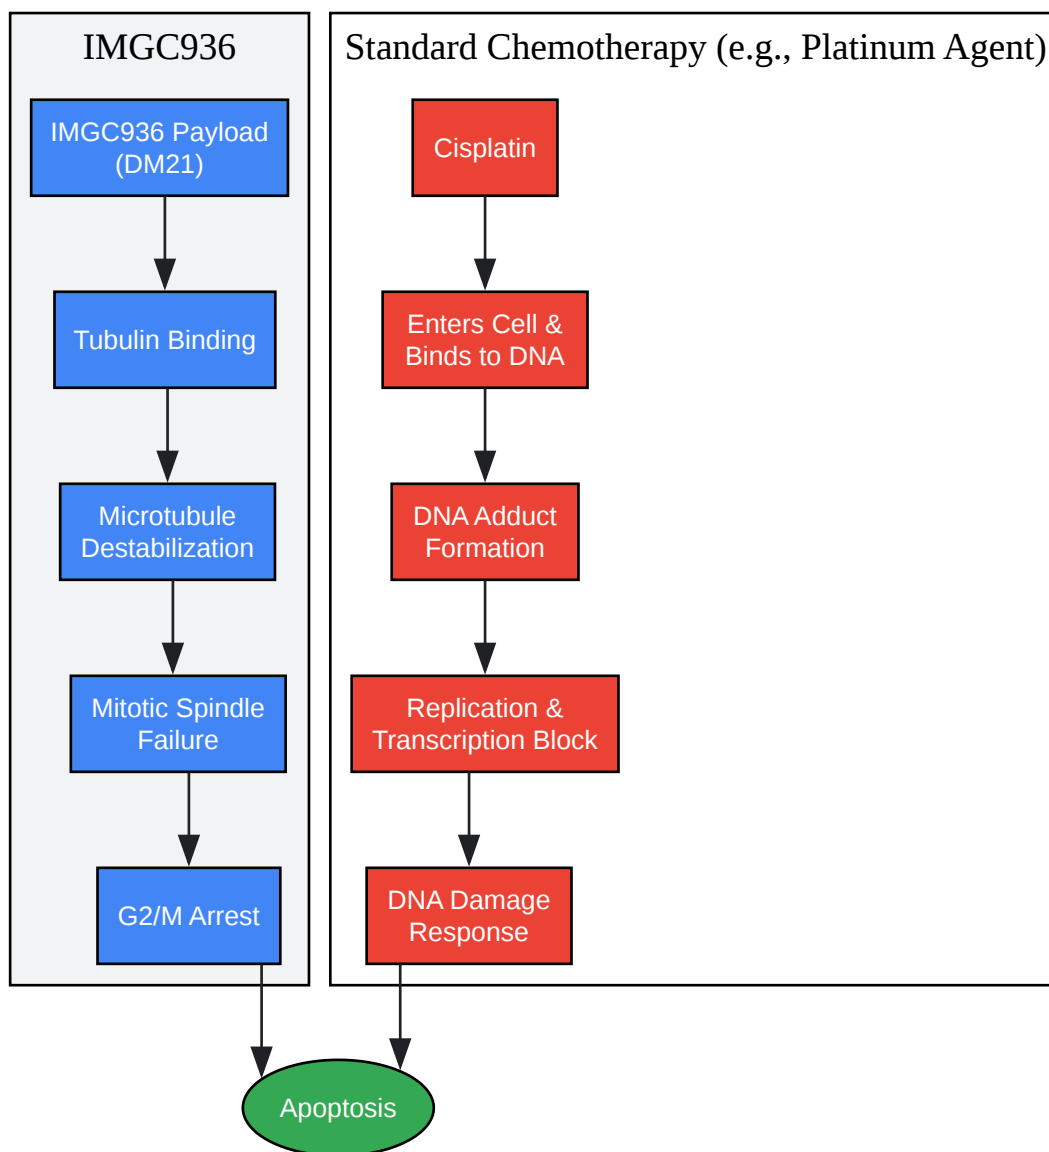 IMGC936
IMGC936 Payload
(DM21)
Tubulin Binding
Microtubule
Destabilization
Mitotic Spindle
Failure
G2/M Arrest
Standard Chemotherapy (e.g., Platinum Agent)
Cisplatin
Enters Cell &
Binds to DNA
DNA Adduct
Formation
Replication &
Transcription Block
DNA Damage
Response
Apoptosis